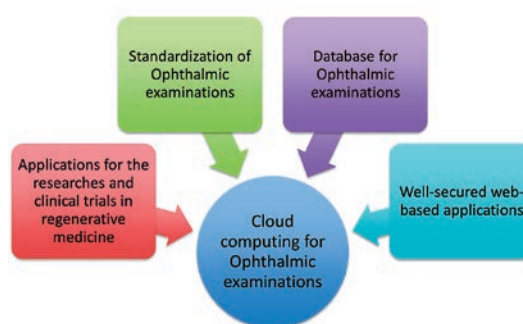 Standardization of
Ophthalmic
examinations
Database for
Ophthalmic
examinations
Applications for the
researches and
clinical trials in
regenerative
medicine
Well-secured web-
based applications
Cloud
computing for
Ophthalmic
examinations